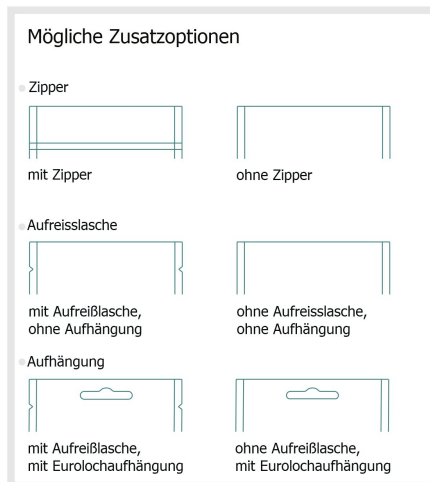 Mögliche Zusatzoptionen
Zipper
mit Zipper
ohne Zipper
Aufreisslasche
mit Aufreißlasche,
ohne Aufhängung
ohne Aufreisslasche,
ohne Aufhängung
Aufhängung
mit Aufreißlasche,
mit Eurolochaufhängung
ohne Aufreißlasche,
mit Eurolochaufhängung